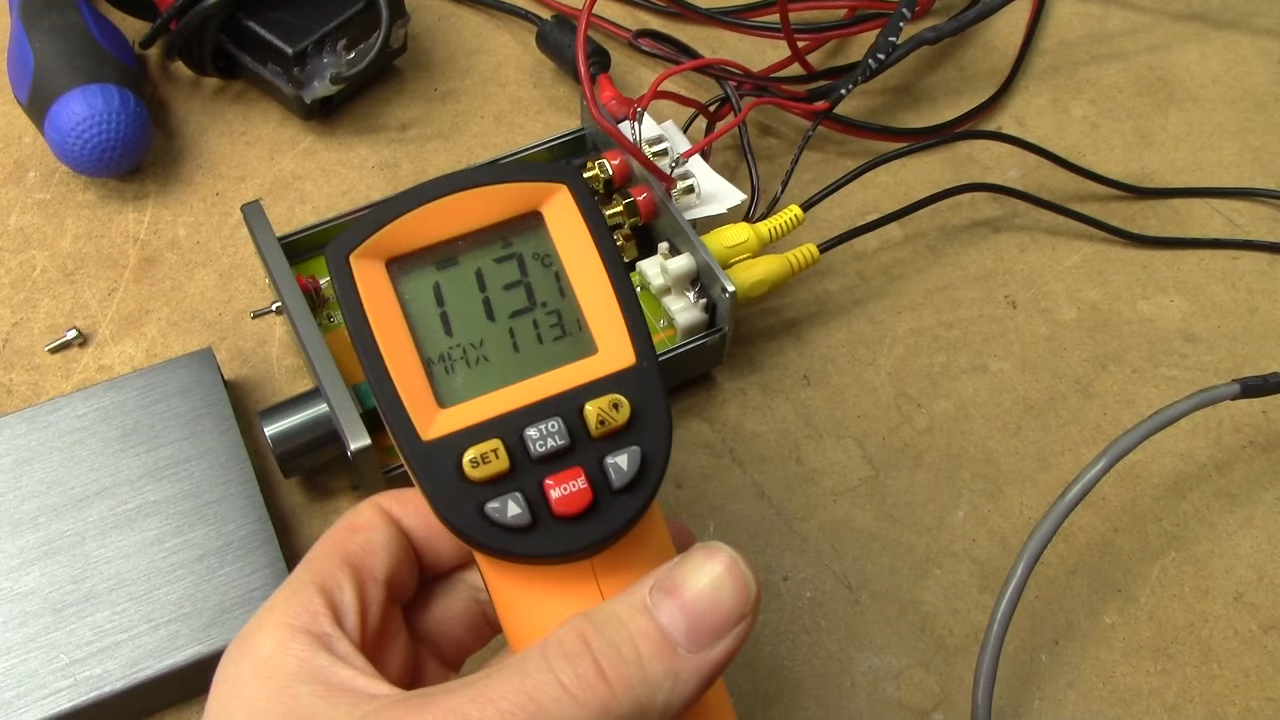 113.1 °C
MAX 113.1
SET
STO
CAL
MODE